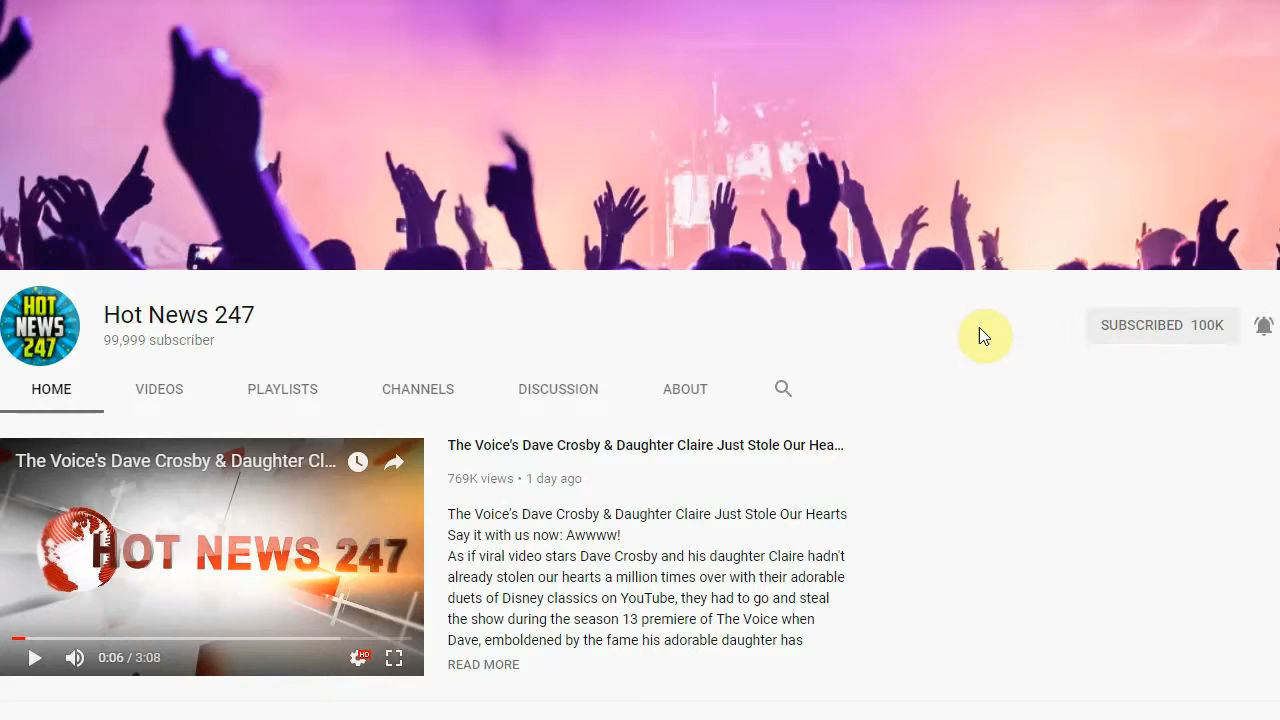 HOT
NEWS
247
Hot News 247
99,999 subscriber
SUBSCRIBED 100K
HOME VIDEOS PLAYLISTS CHANNELS DISCUSSION ABOUT
The Voice's Dave Crosby & Daughter Cl...
HOT NEWS 247
0:06 / 3:08
HD
The Voice's Dave Crosby & Daughter Claire Just Stole Our Hea...
769K views • 1 day ago
The Voice's Dave Crosby & Daughter Claire Just Stole Our Hearts
Say it with us now: Awwww!
As if viral video stars Dave Crosby and his daughter Claire hadn't
already stolen our hearts a million times over with their adorable
duets of Disney classics on YouTube, they had to go and steal
the show during the season 13 premiere of The Voice when
Dave, emboldened by the fame his adorable daughter has
READ MORE